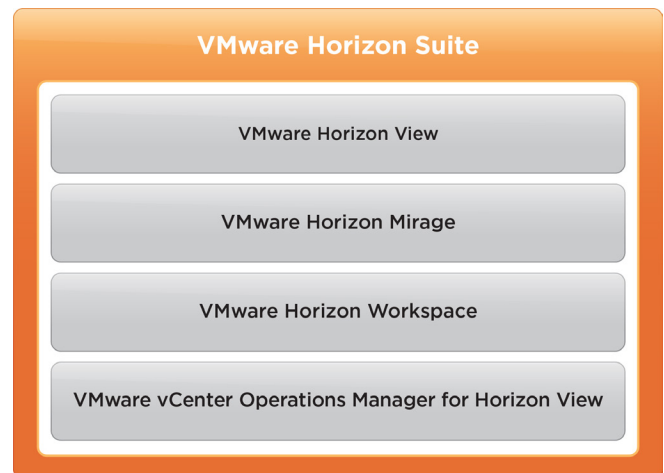 VMware Horizon Suite
VMware Horizon View
VMware Horizon Mirage
VMware Horizon Workspace
VMware vCenter Operations Manager for Horizon View